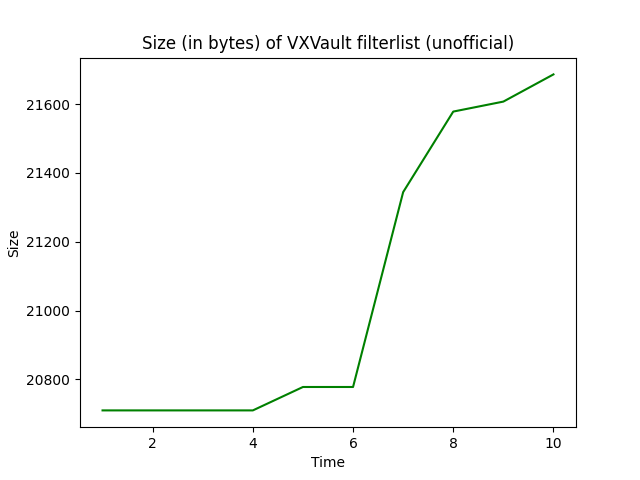 Size (in bytes) of VXVault filterlist (unofficial)
21600
21400
21200
21000
20800
Size
2 4 6 8 10
Time